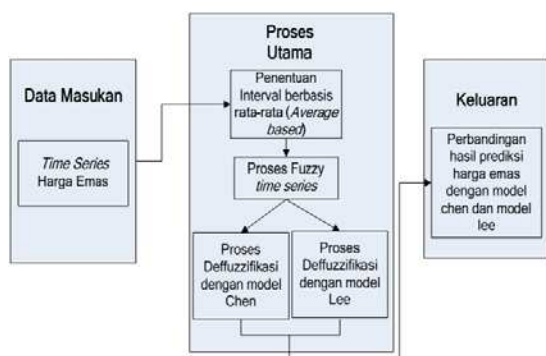 Data Masukan
Time Series
Harga Emas
Proses
Utama
Penentuan
Interval berbasis
rata-rata (Average
based)
Proses Fuzzy
time series
Proses
Deffuzzifikasi
dengan model
Chen
Proses
Deffuzzifikasi
dengan model
Lee
Keluaran
Perbandingan
hasil prediksi
harga emas
dengan model
chen dan model
lee